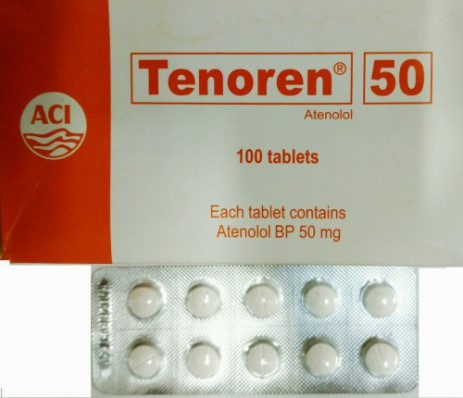 Tenoren® 50
ACI
Atenolol
100 tablets
Each tablet contains
Atenolol BP 50 mg